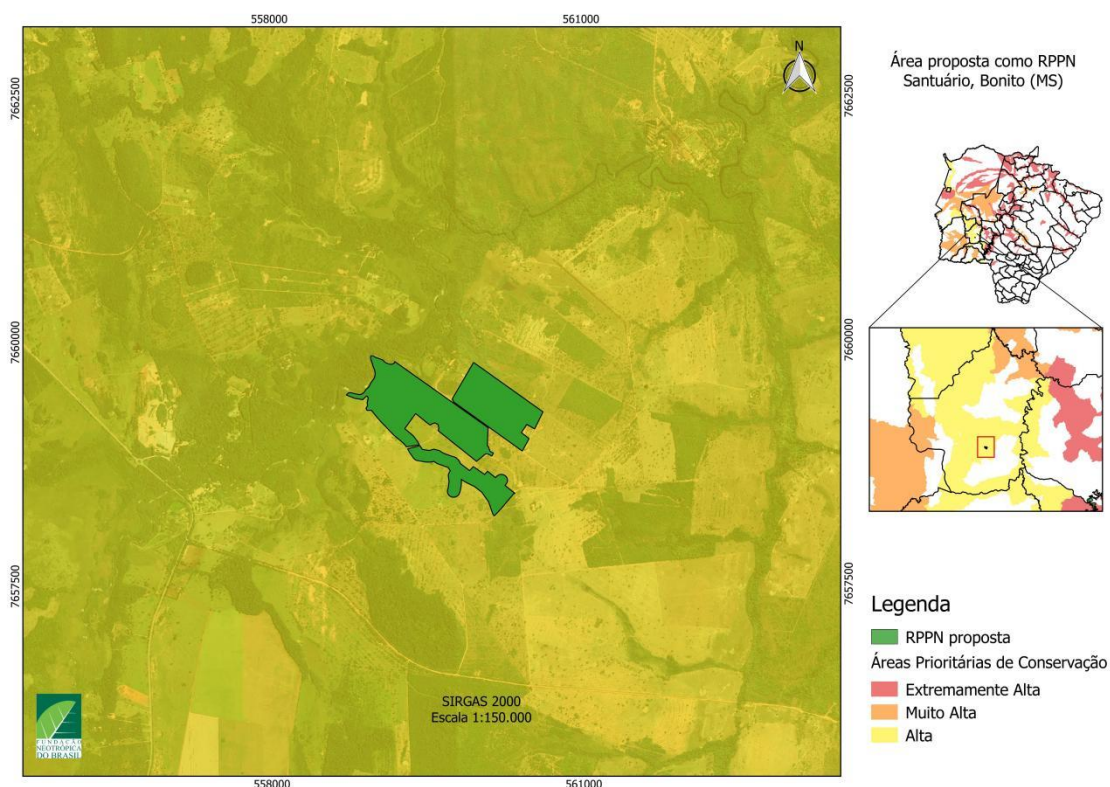 558000
561000
7662500
7662500
N
7660000
7660000
7657500
7657500
SIRGAS 2000
Escala 1:150.000
FUNDAÇÃO
NEOTRÓPICA
DO BRASIL
558000
561000
Área proposta como RPPN
Santuário, Bonito (MS)
Legenda
RPPN proposta
Áreas Prioritárias de Conservação
Extremamente Alta
Muito Alta
Alta